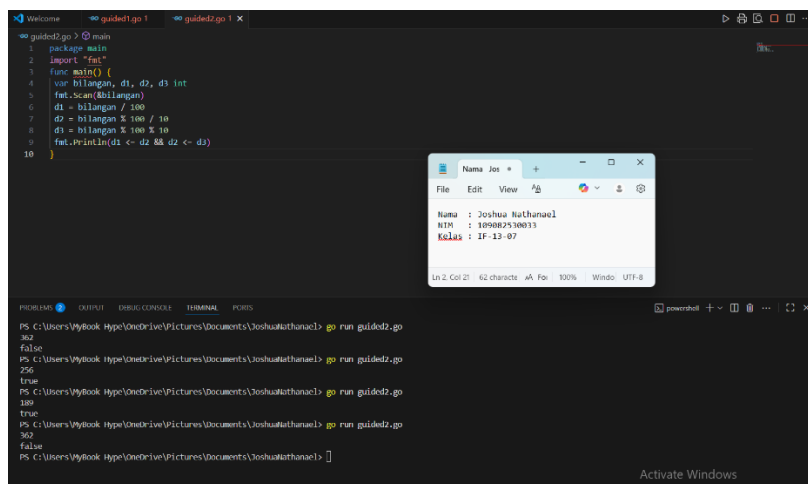 Welcome
guided1.go 1
guided2.go 1
guided2.go > main
1 package main
2 import "fmt"
3 func main() {
4 var bilangan, d1, d2, d3 int
5 fmt.Scan(&bilangan)
6 d1 = bilangan / 100
7 d2 = bilangan % 100 / 10
8 d3 = bilangan % 100 % 10
9 fmt.Println(d1 <= d2 && d2 <= d3)
10 }
Nama Jos
File Edit View
Nama : Joshua Nathanael
NIM : 109082530033
Kelas : IF-13-07
Ln 2, Col 21 62 characte For 100% Windo UTF-8
PROBLEMS 2 OUTPUT DEBUG CONSOLE TERMINAL PORTS
powershell
PS C:\Users\MyBook Hype\OneDrive\Pictures\Documents\JoshuaNathanael> go run guided2.go
362
false
PS C:\Users\MyBook Hype\OneDrive\Pictures\Documents\JoshuaNathanael> go run guided2.go
256
true
PS C:\Users\MyBook Hype\OneDrive\Pictures\Documents\JoshuaNathanael> go run guided2.go
189
true
PS C:\Users\MyBook Hype\OneDrive\Pictures\Documents\JoshuaNathanael> go run guided2.go
362
false
PS C:\Users\MyBook Hype\OneDrive\Pictures\Documents\JoshuaNathanael>
Activate Windows